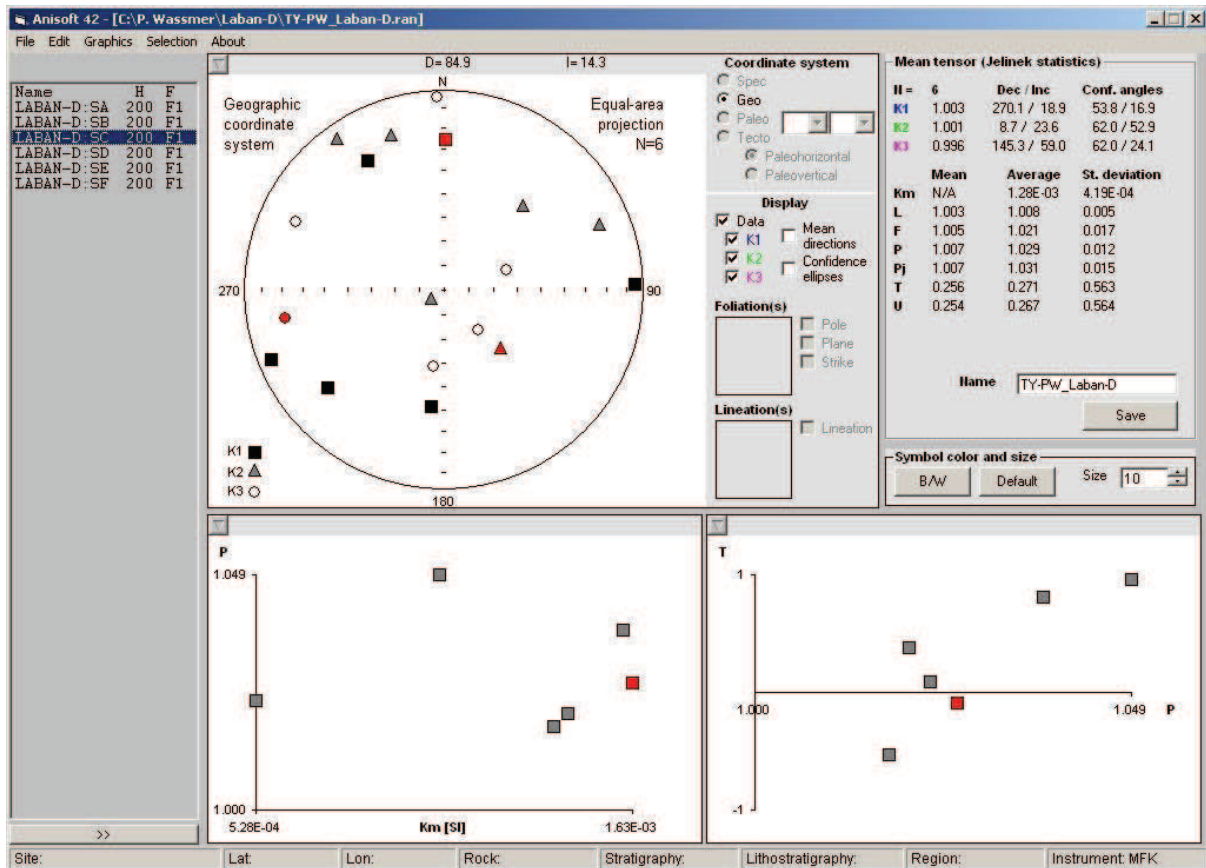 Anisoft 42 - [C:\P. Wassmer\Laban-D\TY-PW_Laban-D.ran]
File Edit Graphics Selection About
Name H F
LABAN-D:SA 200 F1
LABAN-D:SB 200 F1
LABAN-D:SC 200 F1
LABAN-D:SD 200 F1
LABAN-D:SE 200 F1
LABAN-D:SF 200 F1
>>
D= 84.9 I= 14.3
N
Geographic
coordinate
system
Equal-area
projection
N=6
270
90
180
K1
K2
K3
Coordinate system
Spec
Geo
Paleo
Tecto
Paleohorizontal
Paleovertical
Display
Data
K1
K2
K3
Mean
directions
Confidence
ellipses
Foliation(s)
Pole
Plane
Strike
Lineation(s)
Lineation
Mean tensor (Jelinek statistics)
N = 6 Dec / Inc Conf. angles
K1 1.003 270.1 / 18.9 53.8 / 16.9
K2 1.001 8.7 / 23.6 62.0 / 52.9
K3 0.996 145.3 / 59.0 62.0 / 24.1
Mean Average St. deviation
Km N/A 1.28E-03 4.19E-04
L 1.003 1.008 0.005
F 1.005 1.021 0.017
P 1.007 1.029 0.012
Pj 1.007 1.031 0.015
T 0.256 0.271 0.563
U 0.254 0.267 0.564
Name TY-PW_Laban-D
Save
Symbol color and size
B/W Default Size 10
P
1.049
1.000
5.28E-04 Km [SI] 1.63E-03
T
1
1.000 1.049 P
-1
Site: Lat: Lon: Rock: Stratigraphy: Lithostratigraphy: Region: Instrument: MFK